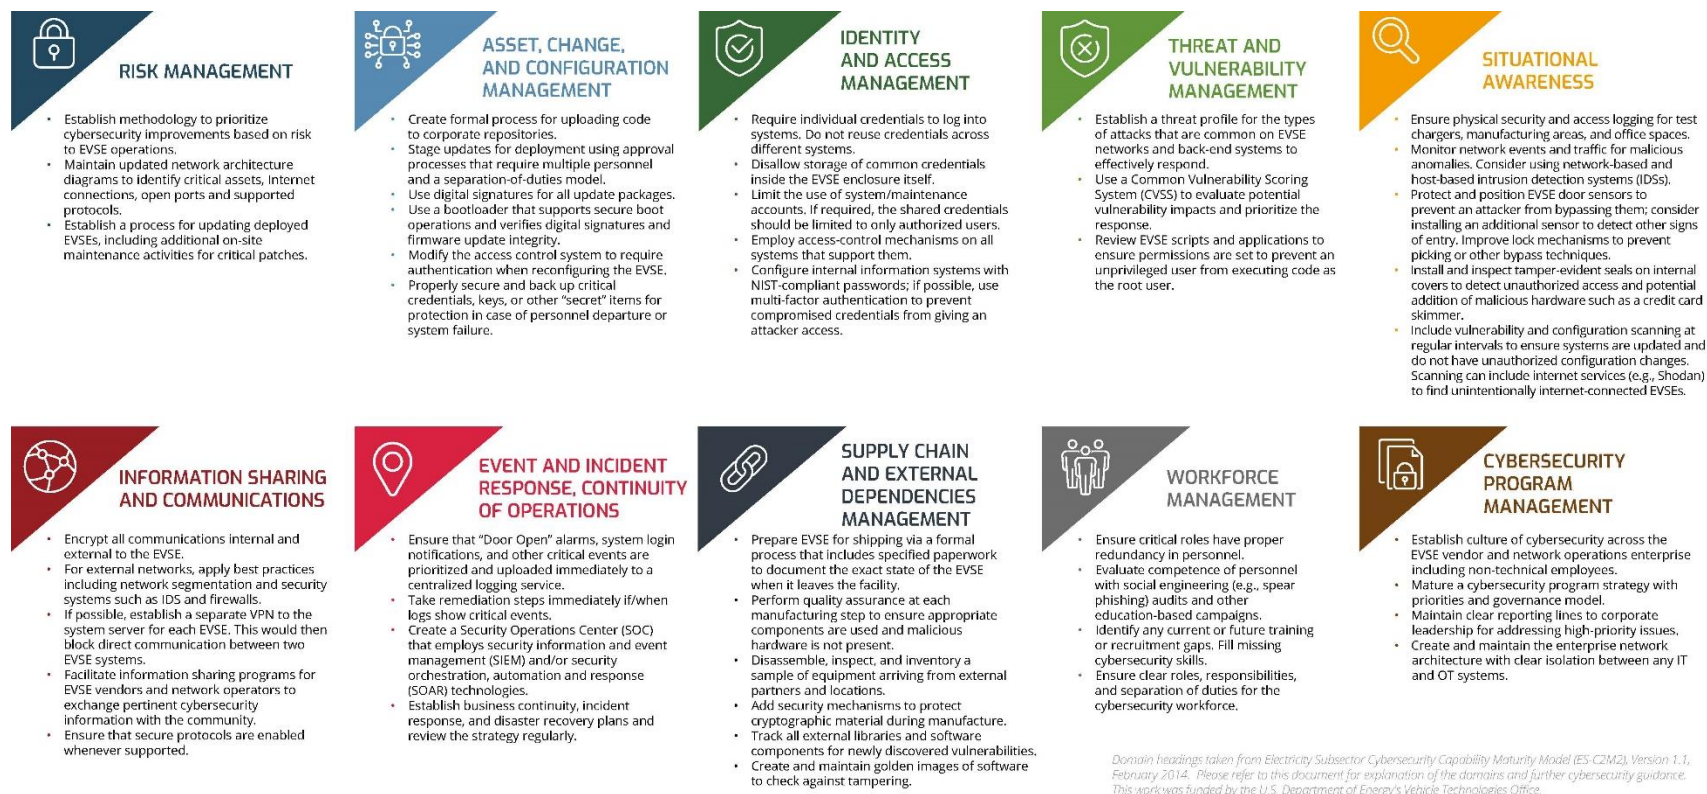 RISK MANAGEMENT
• Establish methodology to prioritize
cybersecurity improvements based on risk
to EVSE operations.
• Maintain updated network architecture
diagrams to identify critical assets, Internet
connections, open ports and supported
protocols.
• Establish a process for updating deployed
EVSEs, including additional on-site
maintenance activities for critical patches.
ASSET, CHANGE,
AND CONFIGURATION
MANAGEMENT
• Create formal process for uploading code
to corporate repositories.
• Stage updates for deployment using approval
processes that require multiple personnel
and a separation-of-duties model.
• Use digital signatures for all update packages.
• Use a bootloader that supports secure boot
operations and verifies digital signatures and
firmware update integrity.
• Modify the access control system to require
authentication when reconfiguring the EVSE.
• Properly secure and back up critical
credentials, keys, or other “secret” items for
protection in case of personnel departure or
system failure.
IDENTITY
AND ACCESS
MANAGEMENT
• Require individual credentials to log into
systems. Do not reuse credentials across
different systems.
• Disallow storage of common credentials
inside the EVSE enclosure itself.
• Limit the use of system/maintenance
accounts. If required, the shared credentials
should be limited to only authorized users.
• Employ access-control mechanisms on all
systems that support them.
• Configure internal information systems with
NIST-compliant passwords; if possible, use
multi-factor authentication to prevent
compromised credentials from giving an
attacker access.
THREAT AND
VULNERABILITY
MANAGEMENT
• Establish a threat profile for the types
of attacks that are common on EVSE
networks and back-end systems to
effectively respond.
• Use a Common Vulnerability Scoring
System (CVSS) to evaluate potential
vulnerability impacts and prioritize the
response.
• Review EVSE scripts and applications to
ensure permissions are set to prevent an
unprivileged user from executing code as
the root user.
SITUATIONAL
AWARENESS
• Ensure physical security and access logging for test
chargers, manufacturing areas, and office spaces.
• Monitor network events and traffic for malicious
anomalies. Consider using network-based and
host-based intrusion detection systems (IDSs).
• Protect and position EVSE door sensors to
prevent an attacker from bypassing them; consider
installing an additional sensor to detect other signs
of entry. Improve lock mechanisms to prevent
picking or other bypass techniques.
• Install and inspect tamper-evident seals on internal
covers to detect unauthorized access and potential
addition of malicious hardware such as a credit card
skimmer.
• Include vulnerability and configuration scanning at
regular intervals to ensure systems are updated and
do not have unauthorized configuration changes.
Scanning can include internet services (e.g., Shodan)
to find unintentionally internet-connected EVSEs.
INFORMATION SHARING
AND COMMUNICATIONS
• Encrypt all communications internal and
external to the EVSE.
• For external networks, apply best practices
including network segmentation and security
systems such as IDS and firewalls.
• If possible, establish a separate VPN to the
system server for each EVSE. This would then
block direct communication between two
EVSE systems.
• Facilitate information sharing programs for
EVSE vendors and network operators to
exchange pertinent cybersecurity
information with the community.
• Ensure that secure protocols are enabled
whenever supported.
EVENT AND INCIDENT
RESPONSE, CONTINUITY
OF OPERATIONS
• Ensure that “Door Open” alarms, system login
notifications, and other critical events are
prioritized and uploaded immediately to a
centralized logging service.
• Take remediation steps immediately if/when
logs show critical events.
• Create a Security Operations Center (SOC)
that employs security information and event
management (SIEM) and/or security
orchestration, automation and response
(SOAR) technologies.
• Establish business continuity, incident
response, and disaster recovery plans and
review the strategy regularly.
SUPPLY CHAIN
AND EXTERNAL
DEPENDENCIES
MANAGEMENT
• Prepare EVSE for shipping via a formal
process that includes specified paperwork
to document the exact state of the EVSE
when it leaves the facility.
• Perform quality assurance at each
manufacturing step to ensure appropriate
components are used and malicious
hardware is not present.
• Disassemble, inspect, and inventory a
sample of equipment arriving from external
partners and locations.
• Add security mechanisms to protect
cryptographic material during manufacture.
• Track all external libraries and software
components for newly discovered vulnerabilities.
• Create and maintain golden images of software
to check against tampering.
WORKFORCE
MANAGEMENT
• Ensure critical roles have proper
redundancy in personnel.
• Evaluate competence of personnel
with social engineering (e.g., spear
phishing) audits and other
education-based campaigns.
• Identify any current or future training
or recruitment gaps. Fill missing
cybersecurity skills.
• Ensure clear roles, responsibilities,
and separation of duties for the
cybersecurity workforce.
CYBERSECURITY
PROGRAM
MANAGEMENT
• Establish culture of cybersecurity across the
EVSE vendor and network operations enterprise
including non-technical employees.
• Mature a cybersecurity program strategy with
priorities and governance model.
• Maintain clear reporting lines to corporate
leadership for addressing high-priority issues.
• Create and maintain the enterprise network
architecture with clear isolation between any IT
and OT systems.
Domain headings taken from Electricity Subsector Cybersecurity Capability Maturity Model (ES-C2M2), Version 1.1,
February 2014. Please refer to this document for explanation of the domains and further cybersecurity guidance.
This work was funded by the U.S. Department of Energy's Vehicle Technologies Office.